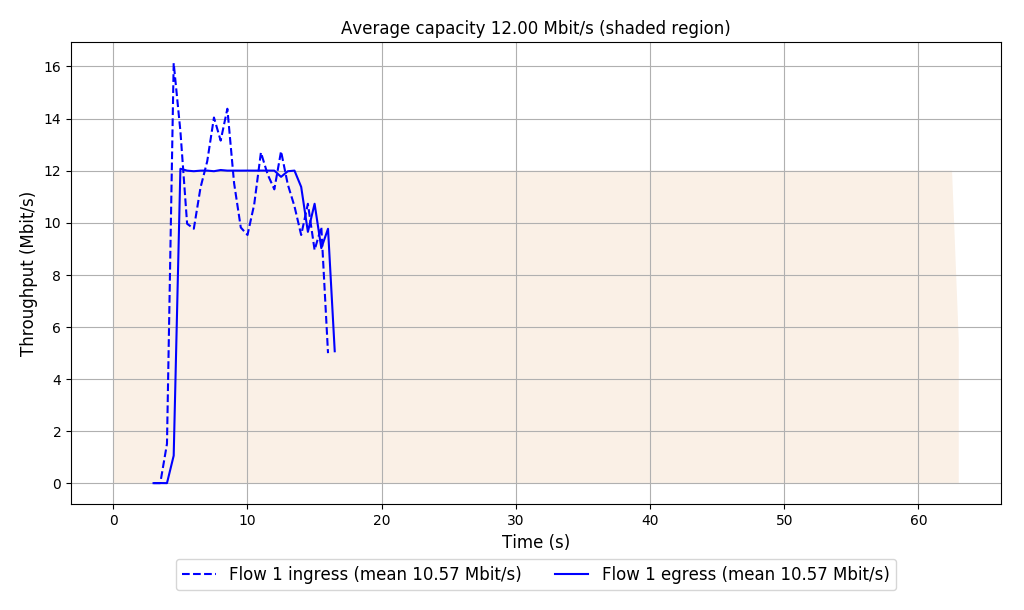 Average capacity 12.00 Mbit/s (shaded region)
Throughput (Mbit/s)
16
14
12
10
8
6
4
2
0
0 10 20 30 40 50 60
Time (s)
Flow 1 ingress (mean 10.57 Mbit/s) Flow 1 egress (mean 10.57 Mbit/s)